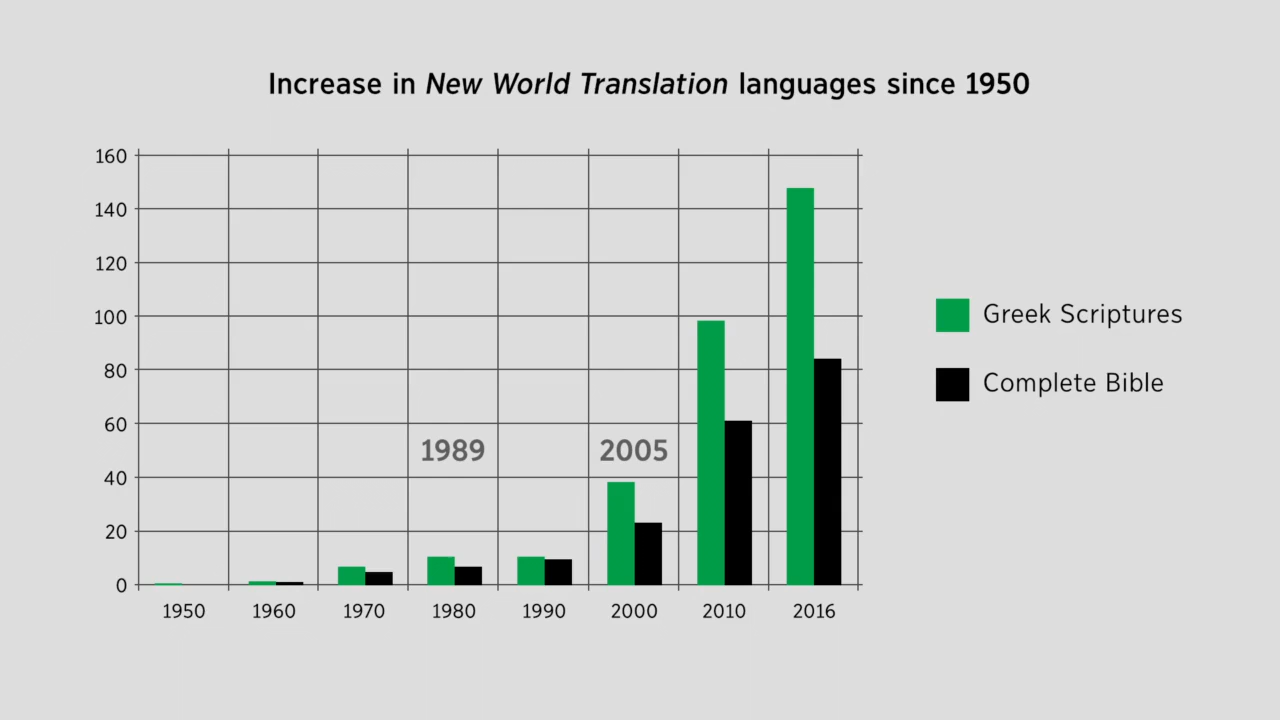 Increase in New World Translation languages since 1950
160
140
120
100
80
60
40
20
0
1989
2005
1950 1960 1970 1980 1990 2000 2010 2016
Greek Scriptures
Complete Bible